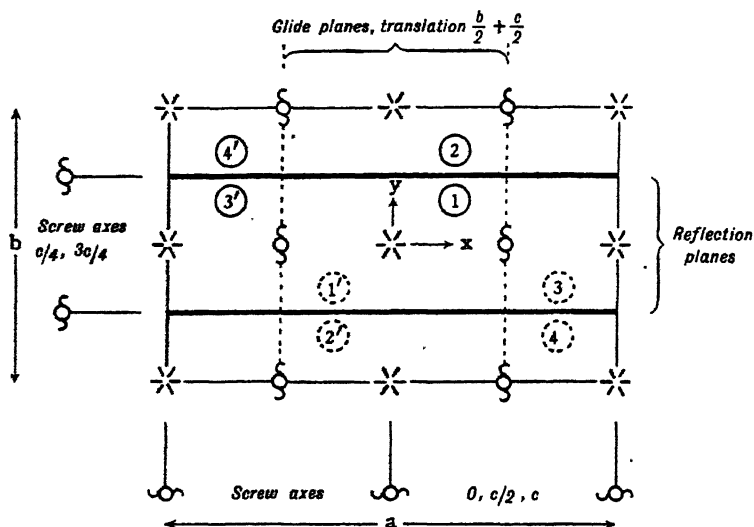 Glide planes, translation b/2 + c/2
4′ 2
3′ y 1
Screw axes
c/4, 3c/4
b
x
Reflection
planes
1′ 3
2′ 4
Screw axes 0, c/2, c
a